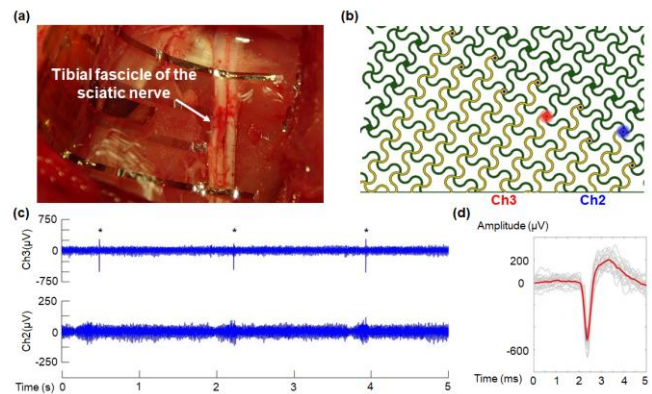 (a)
Tibial fascicle of the
sciatic nerve
(b)
Ch3
Ch2
(c)
750
Ch3(µV)
0
-750
* * *
250
Ch2(µV)
0
-250
Time (s) 0 1 2 3 4 5
(d)
Amplitude (µV)
200
0
-600
Time (ms) 0 1 2 3 4 5